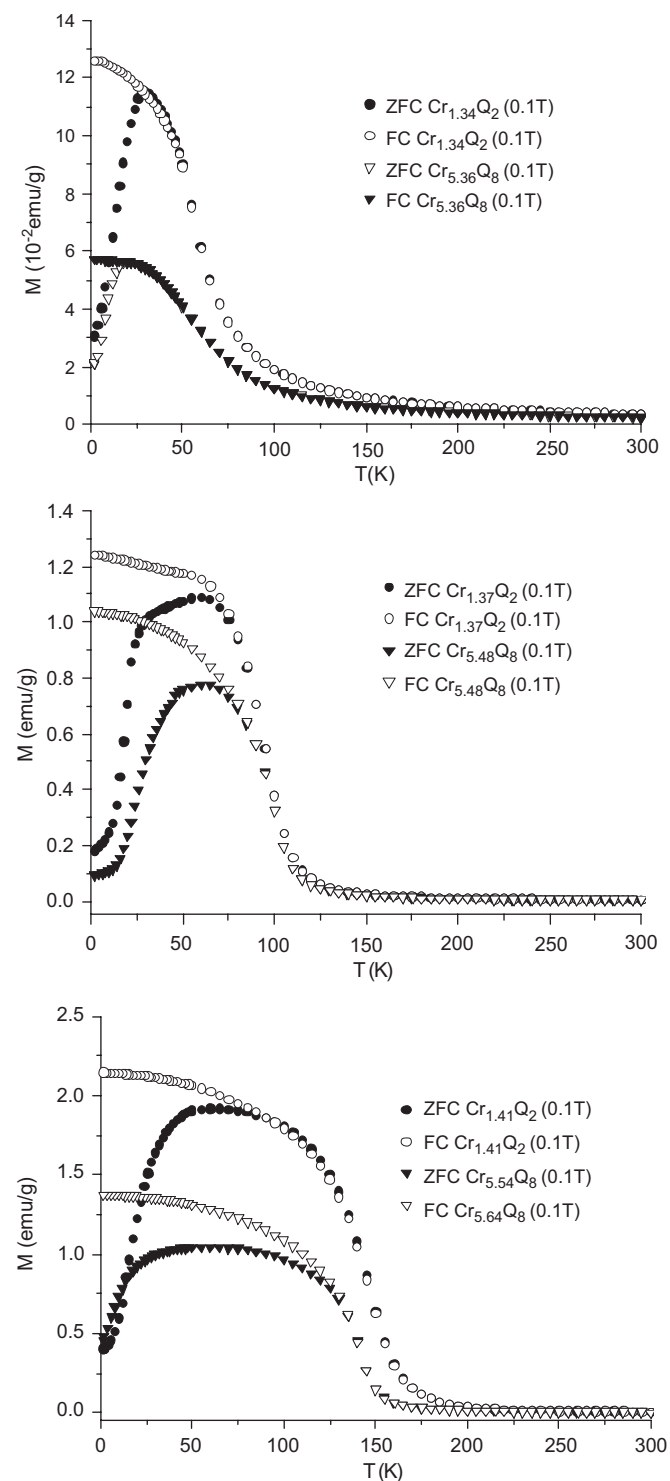 14
12
10
8
6
4
2
0
M (10⁻²emu/g)
ZFC Cr₁.₃₄Q₂ (0.1T)
FC Cr₁.₃₄Q₂ (0.1T)
ZFC Cr₅.₃₆Q₈ (0.1T)
FC Cr₅.₃₆Q₈ (0.1T)
0 50 100 150 200 250 300
T(K)
1.4
1.2
1.0
0.8
0.6
0.4
0.2
0.0
M (emu/g)
ZFC Cr₁.₃₇Q₂ (0.1T)
FC Cr₁.₃₇Q₂ (0.1T)
ZFC Cr₅.₄₈Q₈ (0.1T)
FC Cr₅.₄₈Q₈ (0.1T)
0 50 100 150 200 250 300
T (K)
2.5
2.0
1.5
1.0
0.5
0.0
M (emu/g)
ZFC Cr₁.₄₁Q₂ (0.1T)
FC Cr₁.₄₁Q₂ (0.1T)
ZFC Cr₅.₅₄Q₈ (0.1T)
FC Cr₅.₆₄Q₈ (0.1T)
0 50 100 150 200 250 300
T (K)